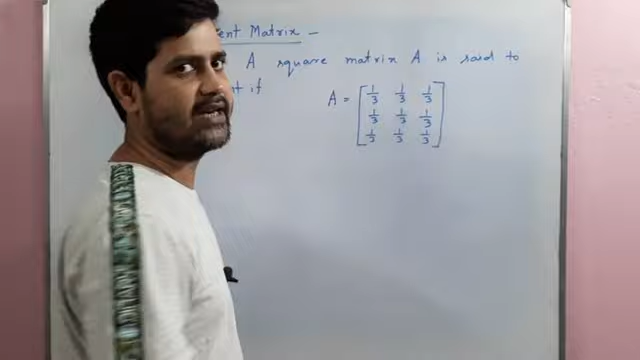 ent Matrix -
A square matrix A is said to
t if
A = [ 1/3 1/3 1/3
1/3 1/3 1/3
1/3 1/3 1/3 ]